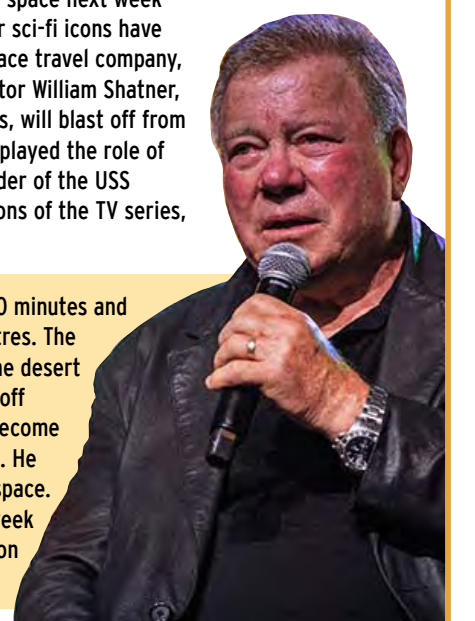 space next week
r sci-fi icons have
ace travel company,
tor William Shatner,
s, will blast off from
played the role of
der of the USS
ons of the TV series,
0 minutes and
tres. The
ne desert
off
ecome
. He
space.
eek
on